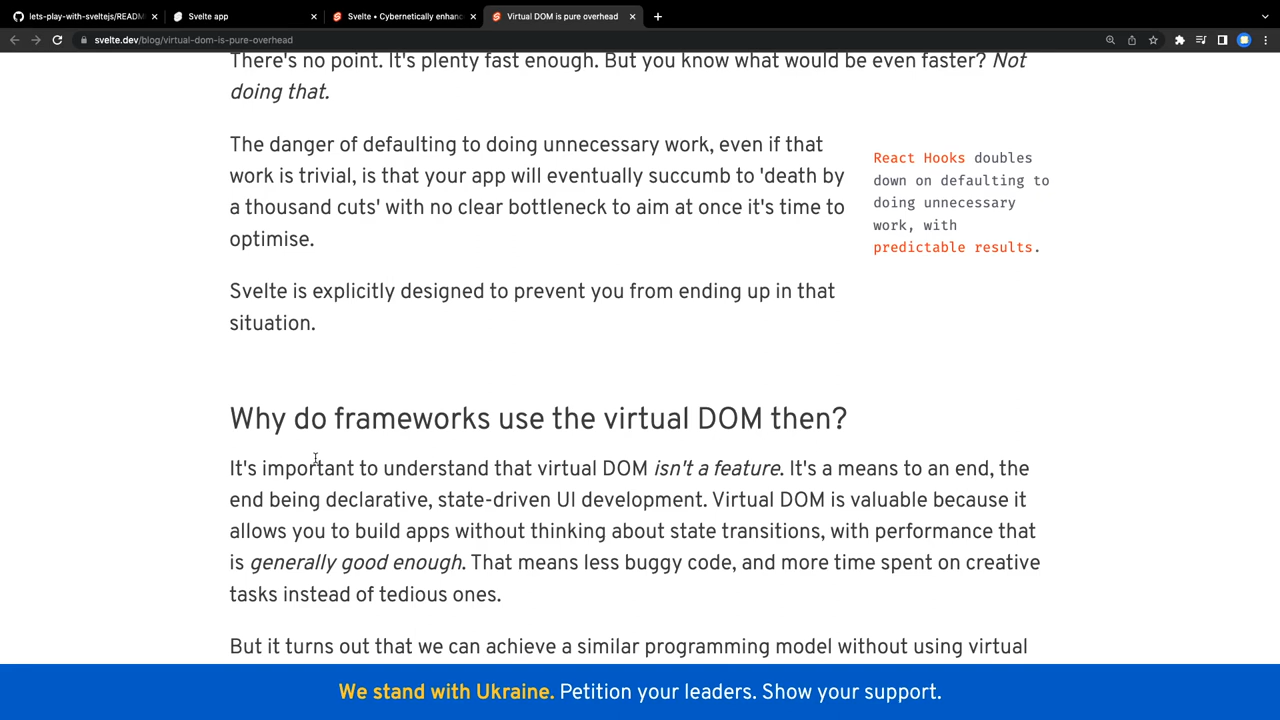 lets-play-with-sveltejs/READM
Svelte app
Svelte • Cybernetically enhanc
Virtual DOM is pure overhead
svelte.dev/blog/virtual-dom-is-pure-overhead
There's no point. It's plenty fast enough. But you know what would be even faster? Not
doing that.
The danger of defaulting to doing unnecessary work, even if that
work is trivial, is that your app will eventually succumb to 'death by
a thousand cuts' with no clear bottleneck to aim at once it's time to
optimise.
React Hooks doubles
down on defaulting to
doing unnecessary
work, with
predictable results.
Svelte is explicitly designed to prevent you from ending up in that
situation.
Why do frameworks use the virtual DOM then?
It's important to understand that virtual DOM isn't a feature. It's a means to an end, the
end being declarative, state-driven UI development. Virtual DOM is valuable because it
allows you to build apps without thinking about state transitions, with performance that
is generally good enough. That means less buggy code, and more time spent on creative
tasks instead of tedious ones.
But it turns out that we can achieve a similar programming model without using virtual
We stand with Ukraine. Petition your leaders. Show your support.